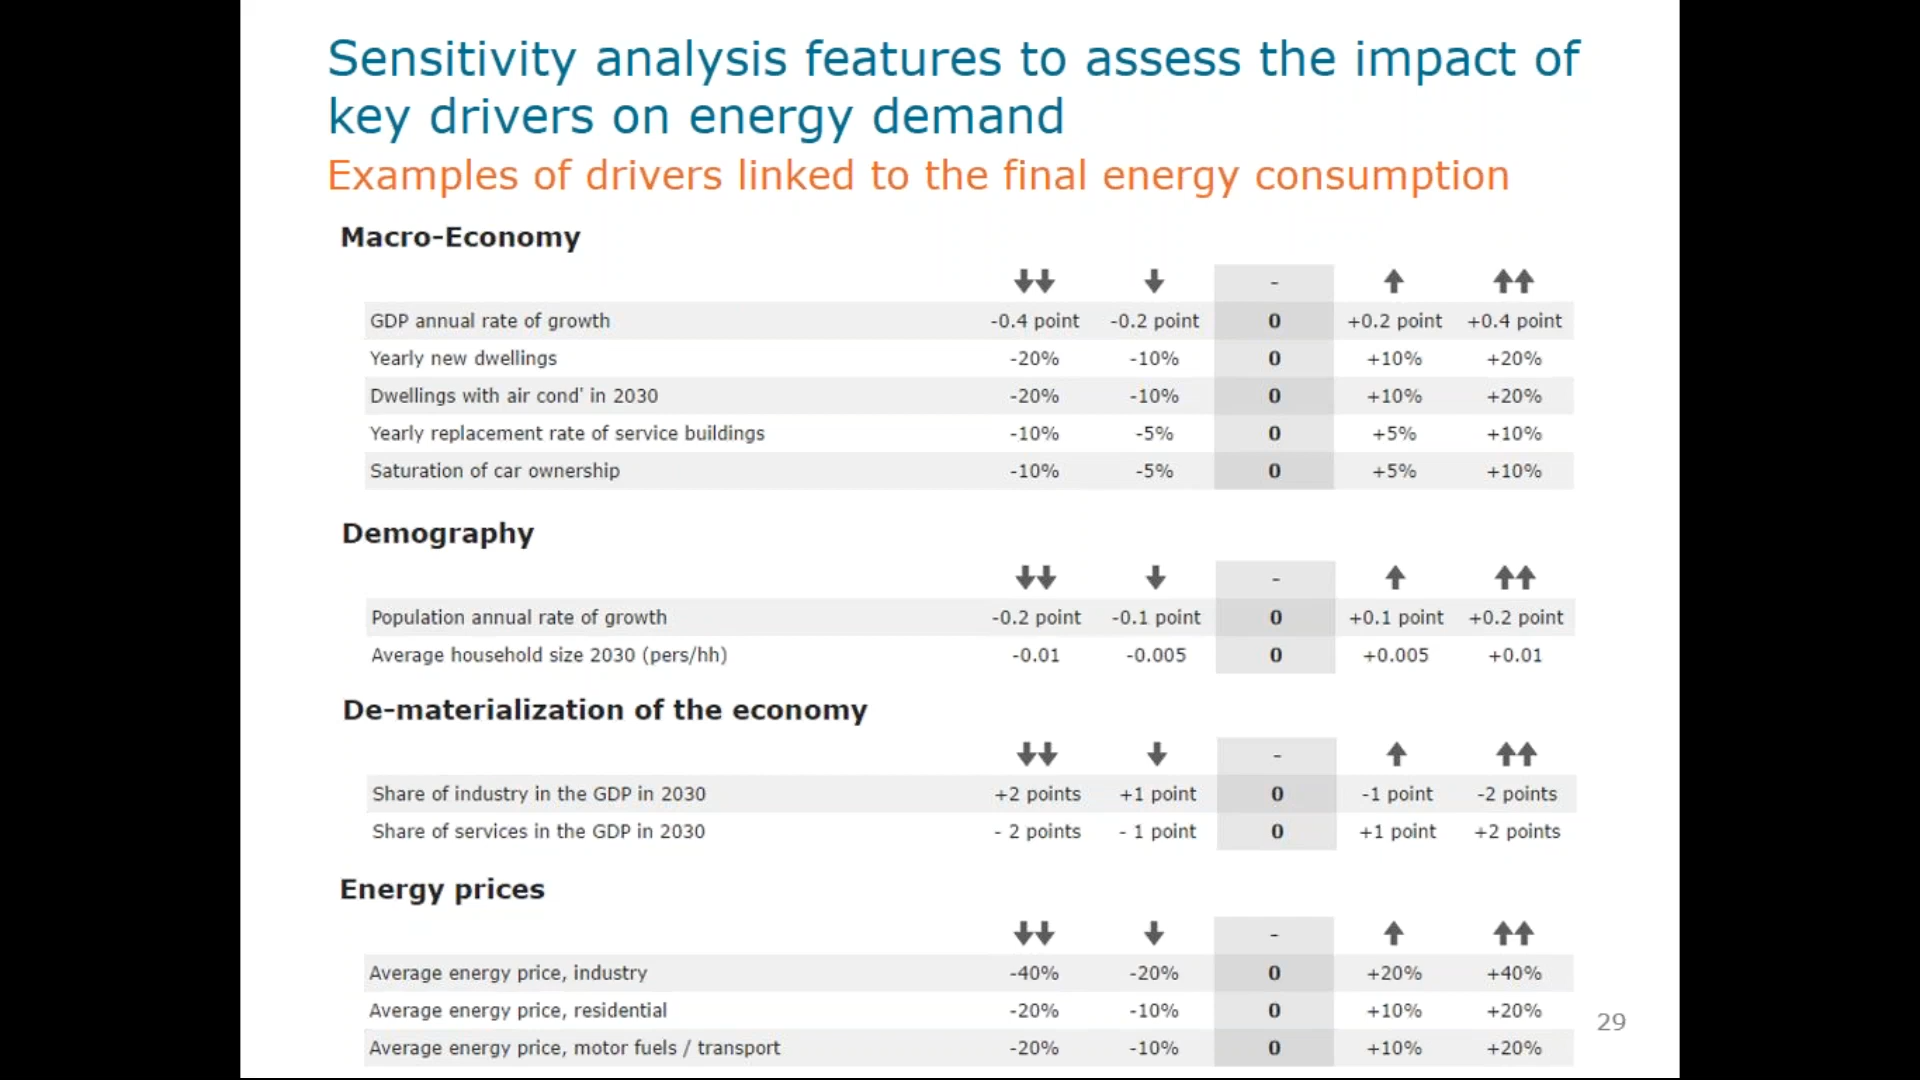 Sensitivity analysis features to assess the impact of
key drivers on energy demand
Examples of drivers linked to the final energy consumption
Macro-Economy
⬇⬇ ⬇ - ⬆ ⬆⬆
GDP annual rate of growth -0.4 point -0.2 point 0 +0.2 point +0.4 point
Yearly new dwellings -20% -10% 0 +10% +20%
Dwellings with air cond' in 2030 -20% -10% 0 +10% +20%
Yearly replacement rate of service buildings -10% -5% 0 +5% +10%
Saturation of car ownership -10% -5% 0 +5% +10%
Demography
⬇⬇ ⬇ - ⬆ ⬆⬆
Population annual rate of growth -0.2 point -0.1 point 0 +0.1 point +0.2 point
Average household size 2030 (pers/hh) -0.01 -0.005 0 +0.005 +0.01
De-materialization of the economy
⬇⬇ ⬇ - ⬆ ⬆⬆
Share of industry in the GDP in 2030 +2 points +1 point 0 -1 point -2 points
Share of services in the GDP in 2030 - 2 points - 1 point 0 +1 point +2 points
Energy prices
⬇⬇ ⬇ - ⬆ ⬆⬆
Average energy price, industry -40% -20% 0 +20% +40%
Average energy price, residential -20% -10% 0 +10% +20%
Average energy price, motor fuels / transport -20% -10% 0 +10% +20%
29